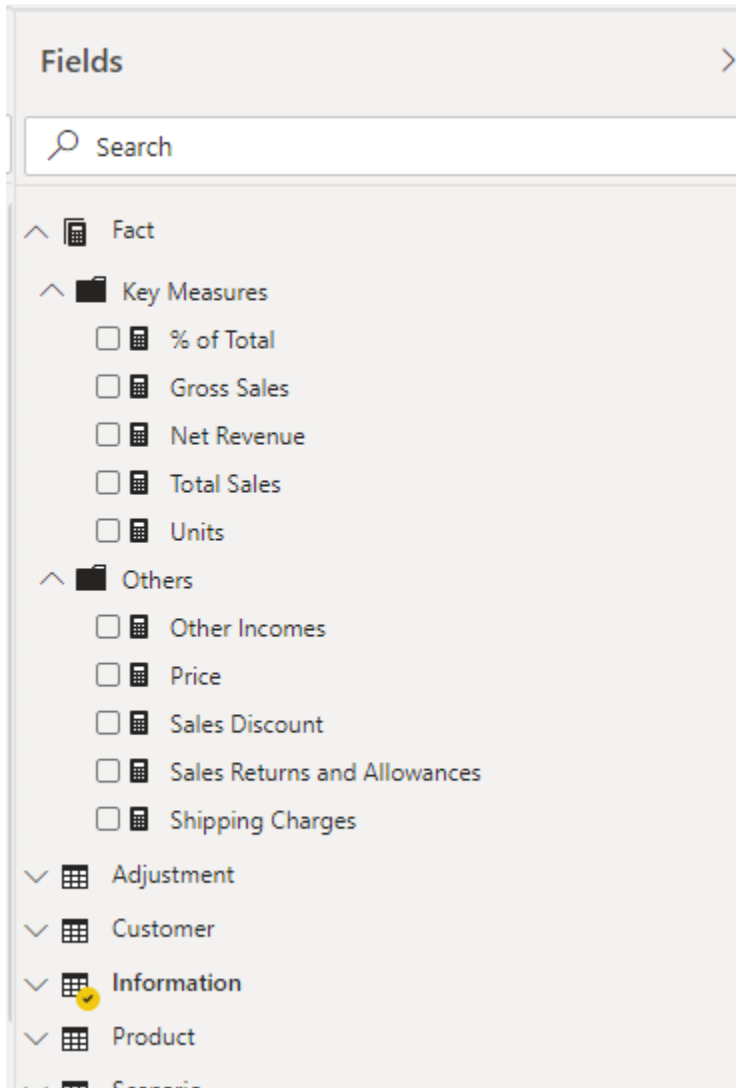 Fields
Search
Fact
Key Measures
% of Total
Gross Sales
Net Revenue
Total Sales
Units
Others
Other Incomes
Price
Sales Discount
Sales Returns and Allowances
Shipping Charges
Adjustment
Customer
Information
Product